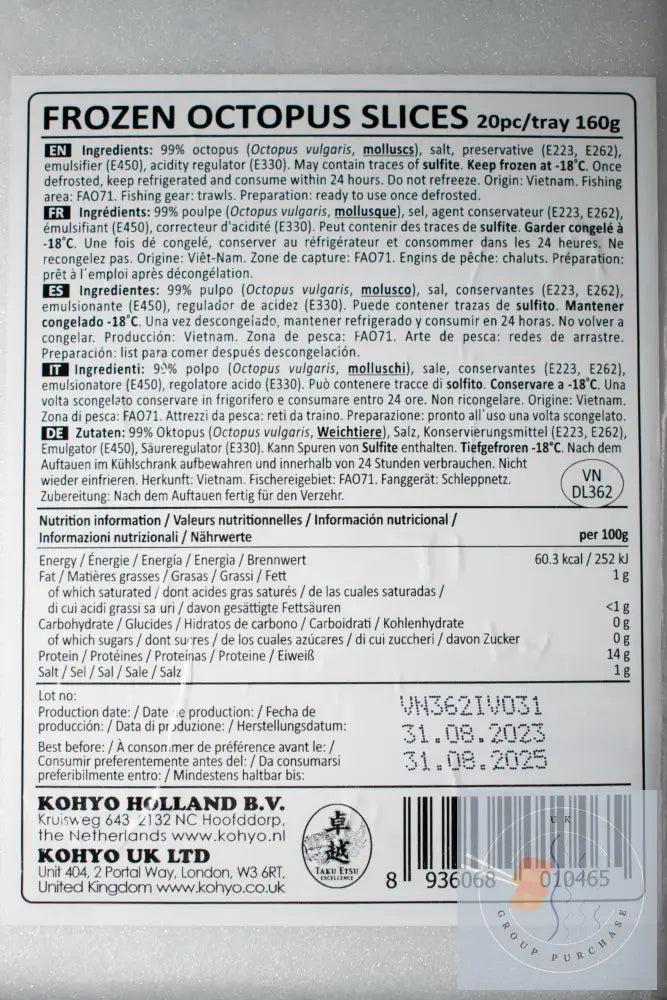 FROZEN OCTOPUS SLICES 20pc/tray 160g
EN Ingredients: 99% octopus (Octopus vulgaris, molluscs), salt, preservative (E223, E262),
emulsifier (E450), acidity regulator (E330). May contain traces of sulfite. Keep frozen at -18°C. Once
defrosted, keep refrigerated and consume within 24 hours. Do not refreeze. Origin: Vietnam. Fishing
area: FAO71. Fishing gear: trawls. Preparation: ready to use once defrosted.
FR Ingrédients: 99% poulpe (Octopus vulgaris, mollusque), sel, agent conservateur (E223, E262),
émulsifiant (E450), correcteur d'acidité (E330). Peut contenir des traces de sulfite. Garder congelé à
-18°C. Une fois dé congelé, conserver au réfrigérateur et consommer dans les 24 heures. Ne
recongelez pas. Origine: Viêt-Nam. Zone de capture: FAO71. Engins de pêche: chaluts. Préparation:
prêt à l'emploi après décongélation.
ES Ingredientes: 99% pulpo (Octopus vulgaris, molusco), sal, conservantes (E223, E262),
emulsionante (E450), regulador de acidez (E330). Puede contener trazas de sulfito. Mantener
congelado -18°C. Una vez descongelado, mantener refrigerado y consumir en 24 horas. No volver a
congelar. Producción: Vietnam. Zona de pesca: FAO71. Arte de pesca: redes de arrastre.
Preparación: list para comer después descongelación.
IT Ingredienti: 99% polpo (Octopus vulgaris, molluschi), sale, conservantes (E223, E262),
emulsionatore (E450), regolatore acido (E330). Può contenere tracce di solfito. Conservare a -18°C. Una
volta scongelato conservare in frigorifero e consumare entro 24 ore. Non ricongelare. Origine: Vietnam.
Zona di pesca: FAO71. Attrezzi da pesca: reti da traino. Preparazione: pronto all'uso una volta scongelato.
DE Zutaten: 99% Oktopus (Octopus vulgaris, Weichtiere), Salz, Konservierungsmittel (E223, E262),
Emulgator (E450), Säureregulator (E330). Kann Spuren von Sulfite enthalten. Tiefgefroren -18°C. Nach dem
Auftauen im Kühlschrank aufbewahren und innerhalb von 24 Stunden verbrauchen. Nicht
wieder einfrieren. Herkunft: Vietnam. Fischereigebiet: FAO71. Fanggerät: Schleppnetz.
Zubereitung: Nach dem Auftauen fertig für den Verzehr.
VN
DL362
Nutrition information / Valeurs nutritionnelles / Información nutricional /
Informazioni nutrizionali / Nährwerte per 100g
Energy / Énergie / Energía / Energia / Brennwert 60.3 kcal / 252 kJ
Fat / Matières grasses / Grasas / Grassi / Fett 1 g
of which saturated / dont acides gras saturés / de las cuales saturadas /
di cui acidi grassi sa uri / davon gesättigte Fettsäuren <1 g
Carbohydrate / Glucides / Hidratos de carbono / Carboidrati / Kohlenhydrate 0 g
of which sugars / dont sucres / de los cuales azúcares / di cui zuccheri / davon Zucker 0 g
Protein / Protéines / Proteínas / Proteine / Eiweiß 14 g
Salt / Sel / Sal / Sale / Salz 1 g
Lot no: VN362IV031
Production date: / Date de production: / Fecha de
producción: / Data di produzione: / Herstellungsdatum: 31.08.2023
Best before: / À consommer de préférence avant le: /
Consumir preferentemente antes del: / Da consumarsi
preferibilmente entro: / Mindestens haltbar bis: 31.08.2025
KOHYO HOLLAND B.V.
Kruisweg 643 2132 NC Hoofddorp,
the Netherlands www.kohyo.nl
KOHYO UK LTD
Unit 404, 2 Portal Way, London, W3 6RT,
United Kingdom www.kohyo.co.uk
卓越
TAKU ETSU
EXCELLENCE
8 936068 010465
UK
GROUP PURCHASE